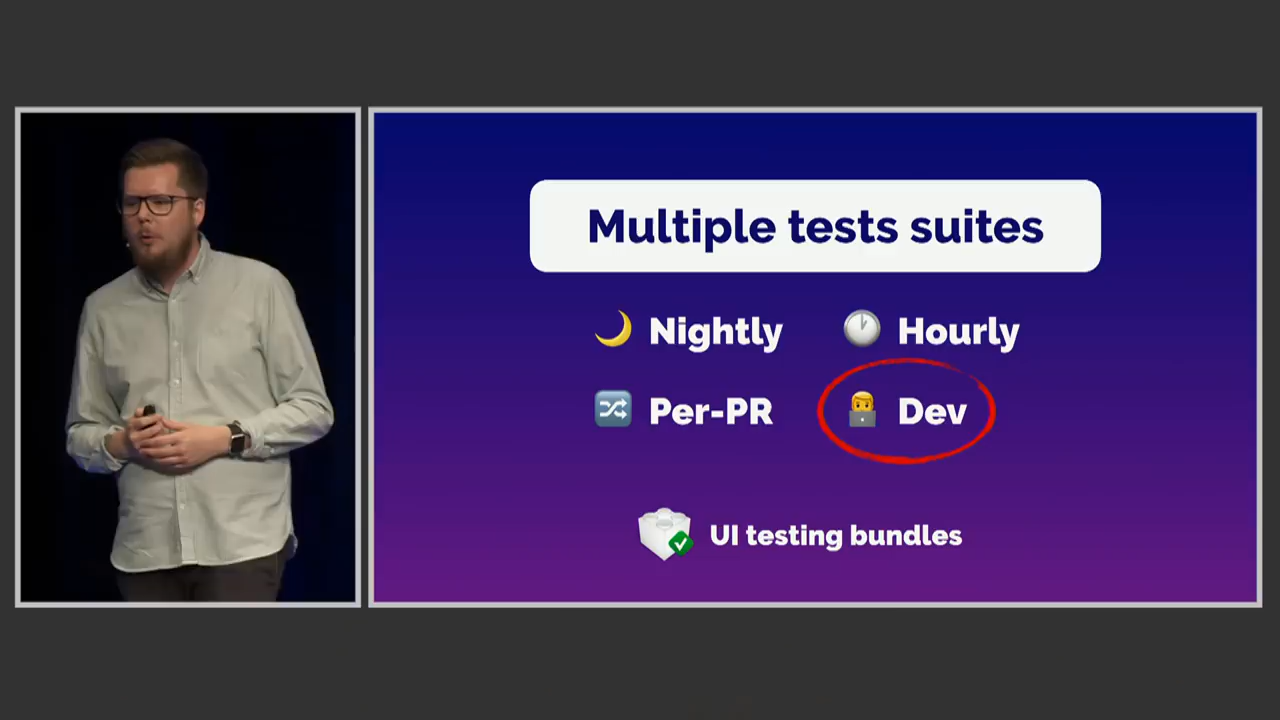 Multiple tests suites
Nightly
Hourly
Per-PR
Dev
UI testing bundles